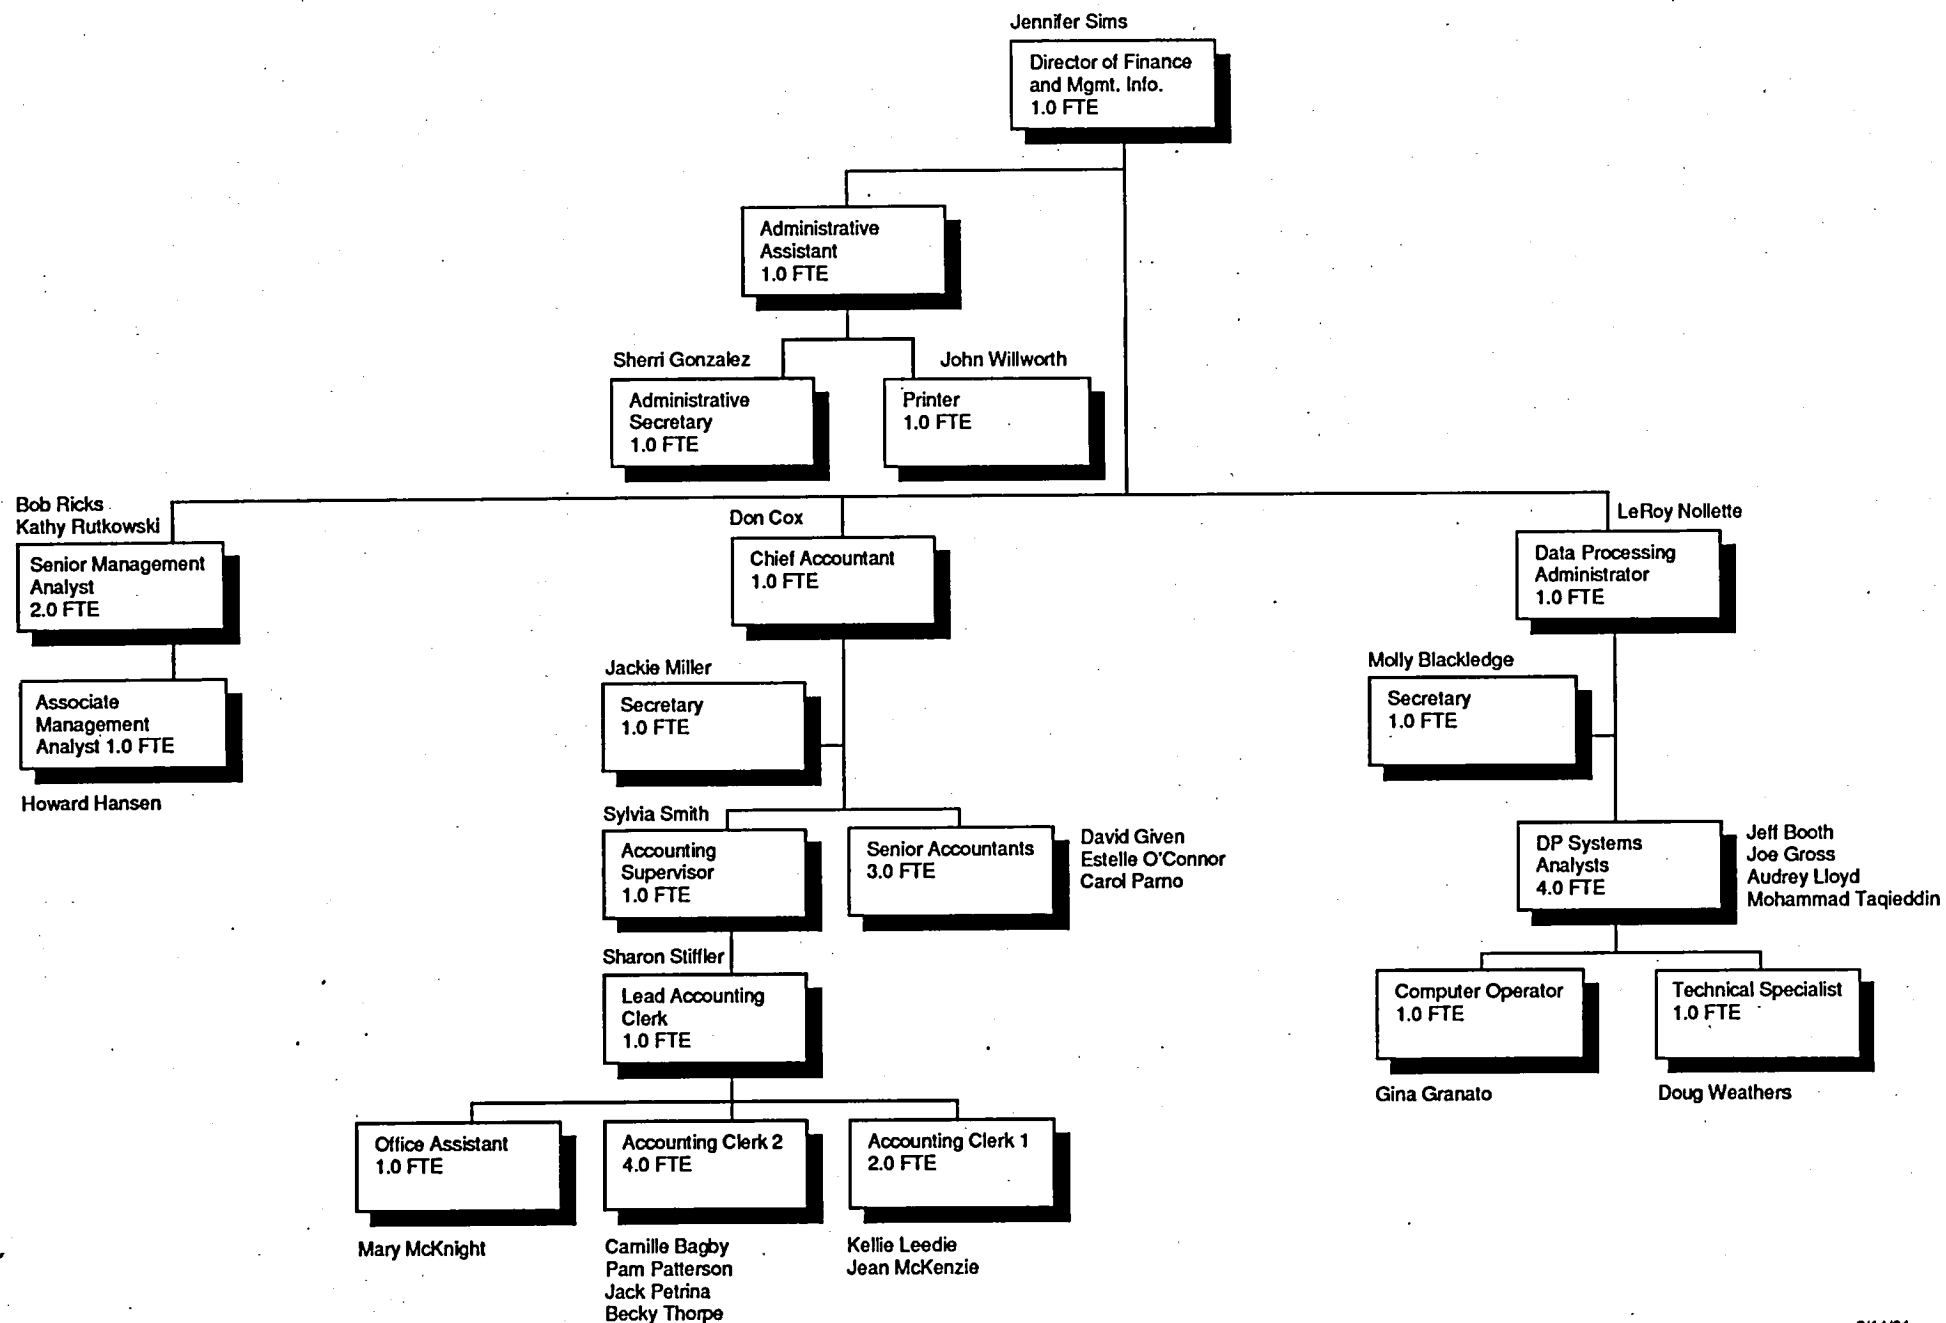 Jennifer Sims
Director of Finance
and Mgmt. Info.
1.0 FTE
Administrative
Assistant
1.0 FTE
Sherri Gonzalez
Administrative
Secretary
1.0 FTE
John Willworth
Printer
1.0 FTE
Bob Ricks
Kathy Rutkowski
Senior Management
Analyst
2.0 FTE
Associate
Management
Analyst 1.0 FTE
Howard Hansen
Don Cox
Chief Accountant
1.0 FTE
Jackie Miller
Secretary
1.0 FTE
Sylvia Smith
Accounting
Supervisor
1.0 FTE
Senior Accountants
3.0 FTE
David Given
Estelle O'Connor
Carol Parno
Sharon Stiffler
Lead Accounting
Clerk
1.0 FTE
Office Assistant
1.0 FTE
Mary McKnight
Accounting Clerk 2
4.0 FTE
Camille Bagby
Pam Patterson
Jack Petrina
Becky Thorpe
Accounting Clerk 1
2.0 FTE
Kellie Leedie
Jean McKenzie
LeRoy Nollette
Data Processing
Administrator
1.0 FTE
Molly Blackledge
Secretary
1.0 FTE
DP Systems
Analysts
4.0 FTE
Jeff Booth
Joe Gross
Audrey Lloyd
Mohammad Taqieddin
Computer Operator
1.0 FTE
Gina Granato
Technical Specialist
1.0 FTE
Doug Weathers